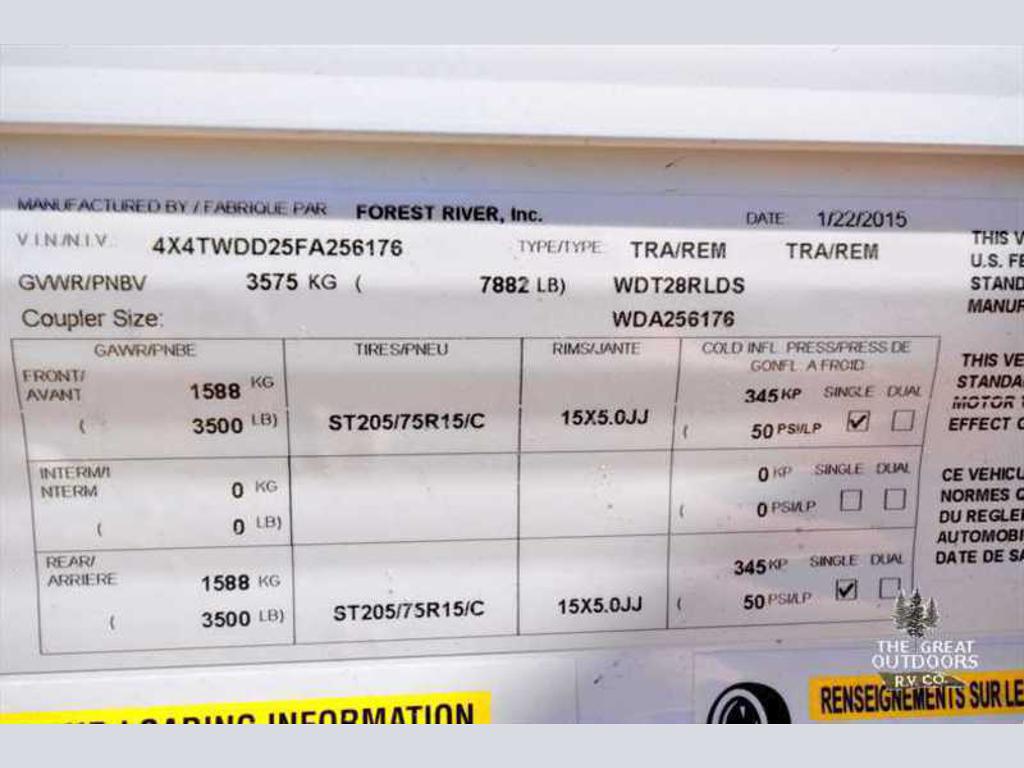 MANUFACTURED BY / FABRIQUE PAR FOREST RIVER, Inc. DATE 1/22/2015
V.I.N./N.I.V.: 4X4TWDD25FA256176 TYPE/TYPE TRA/REM TRA/REM
GVWR/PNBV 3575 KG ( 7882 LB) WDT28RLDS
Coupler Size: WDA256176
GAWR/PNBE TIRES/PNEU RIMS/JANTE COLD INFL. PRESS/PRESS DE
GONFL. A FROID
FRONT/
AVANT 1588 KG 345 KP SINGLE DUAL
( 3500 LB) ST205/75R15/C 15X5.0JJ ( 50 PSI/LP
INTERM/I
NTERM 0 KG 0 KP SINGLE DUAL
( 0 LB) ( 0 PSI/LP
REAR/
ARRIERE 1588 KG 345 KP SINGLE DUAL
( 3500 LB) ST205/75R15/C 15X5.0JJ ( 50 PSI/LP
THIS V
U.S. FE
STAND
MANUF
THIS VE
STANDA
MOTOR
EFFECT
CE VEHICU
NORMES
DU REGLE
AUTOMOBI
DATE DE SA
THE GREAT
OUTDOORS
R.V. CO.
LOADING INFORMATION
RENSEIGNEMENTS SUR LE